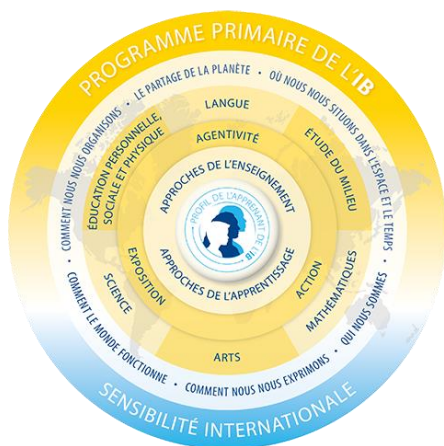 PROGRAMME PRIMAIRE DE L'IB
COMMENT NOUS NOUS ORGANISONS • LE PARTAGE DE LA PLANÈTE • OÙ NOUS NOUS SITUONS DANS L'ESPACE ET LE TEMPS
LANGUE
ÉDUCATION PERSONNELLE,
SOCIALE ET PHYSIQUE
ÉTUDE DU MILIEU
AGENTIVITÉ
APPROCHES DE L'ENSEIGNEMENT
PROFIL DE L'APPRENANT DE L'IB
APPROCHES DE L'APPRENTISSAGE
EXPOSITION
ACTION
SCIENCE
MATHÉMATIQUES
ARTS
COMMENT LE MONDE FONCTIONNE • COMMENT NOUS NOUS EXPRIMONS • QUI NOUS SOMMES
SENSIBILITÉ INTERNATIONALE